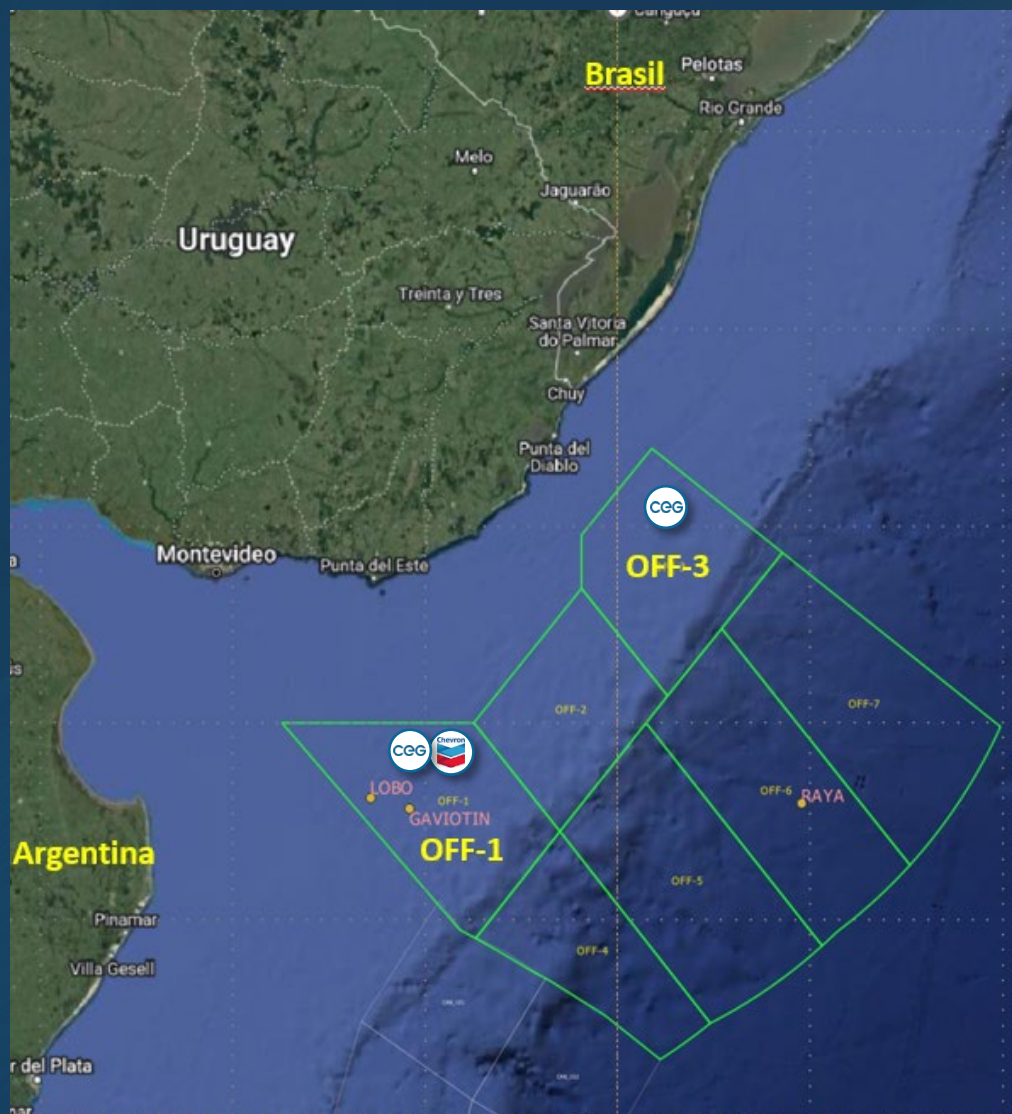 Canguçu
Brasil
Pelotas
Rio Grande
Melo
Jaguarão
Uruguay
Treinta y Tres
Santa Vitoria
do Palmar
Chuy
Punta del
Diablo
CEG
Montevideo
Punta del Este
OFF-3
OFF-2
OFF-7
CEG
Chevron
LOBO
OFF-1
GAVIOTIN
OFF-6
RAYA
OFF-1
Argentina
OFF-5
Pinamar
OFF-4
Villa Gesell
r del Plata